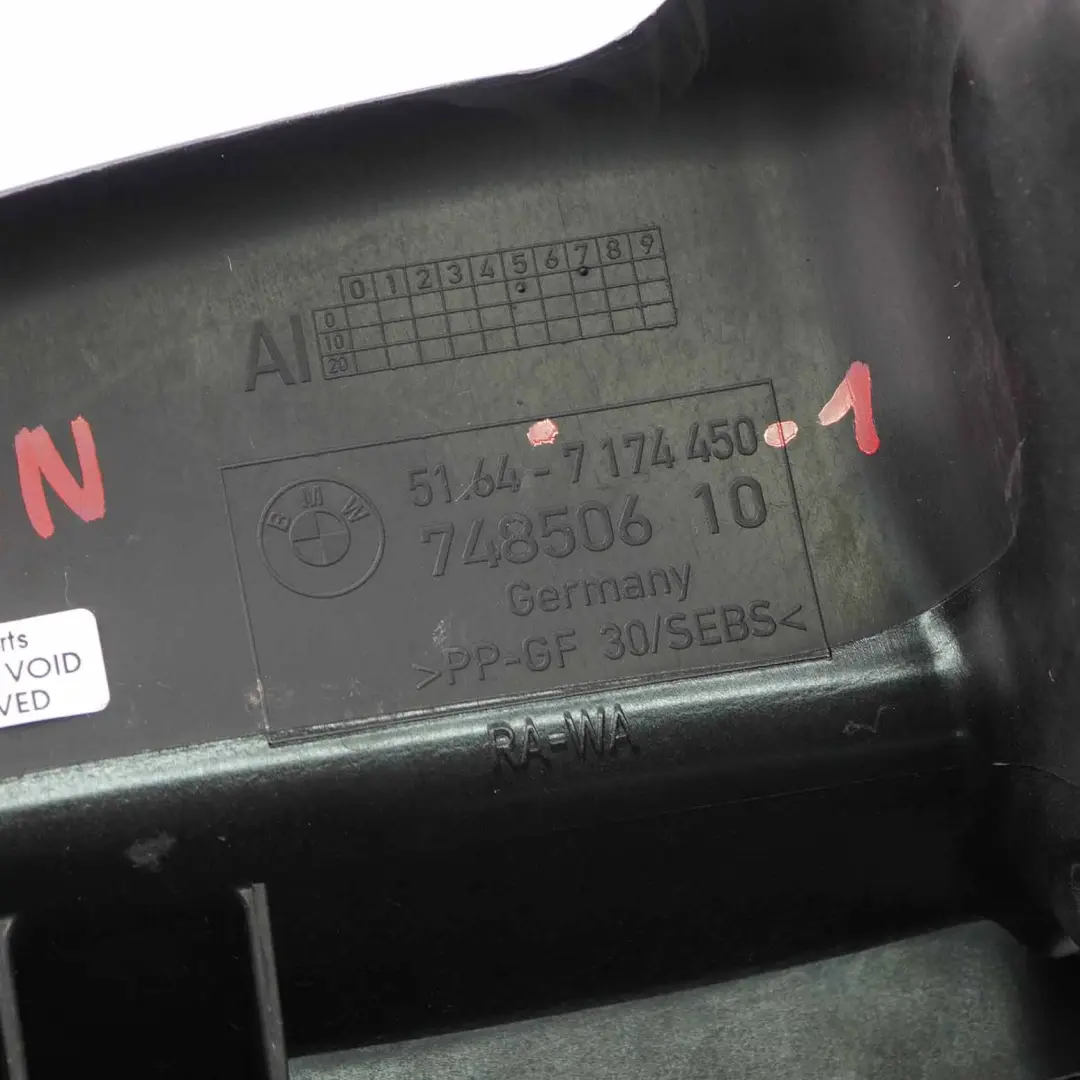 0 1 2 3 4 5 6 7 8 9
0
10
20
AI
N
1
BMW
51.64 - 7 174 450
748506 10
Germany
>PP-GF 30/SEBS<
rts
VOID
VED
RA-WA